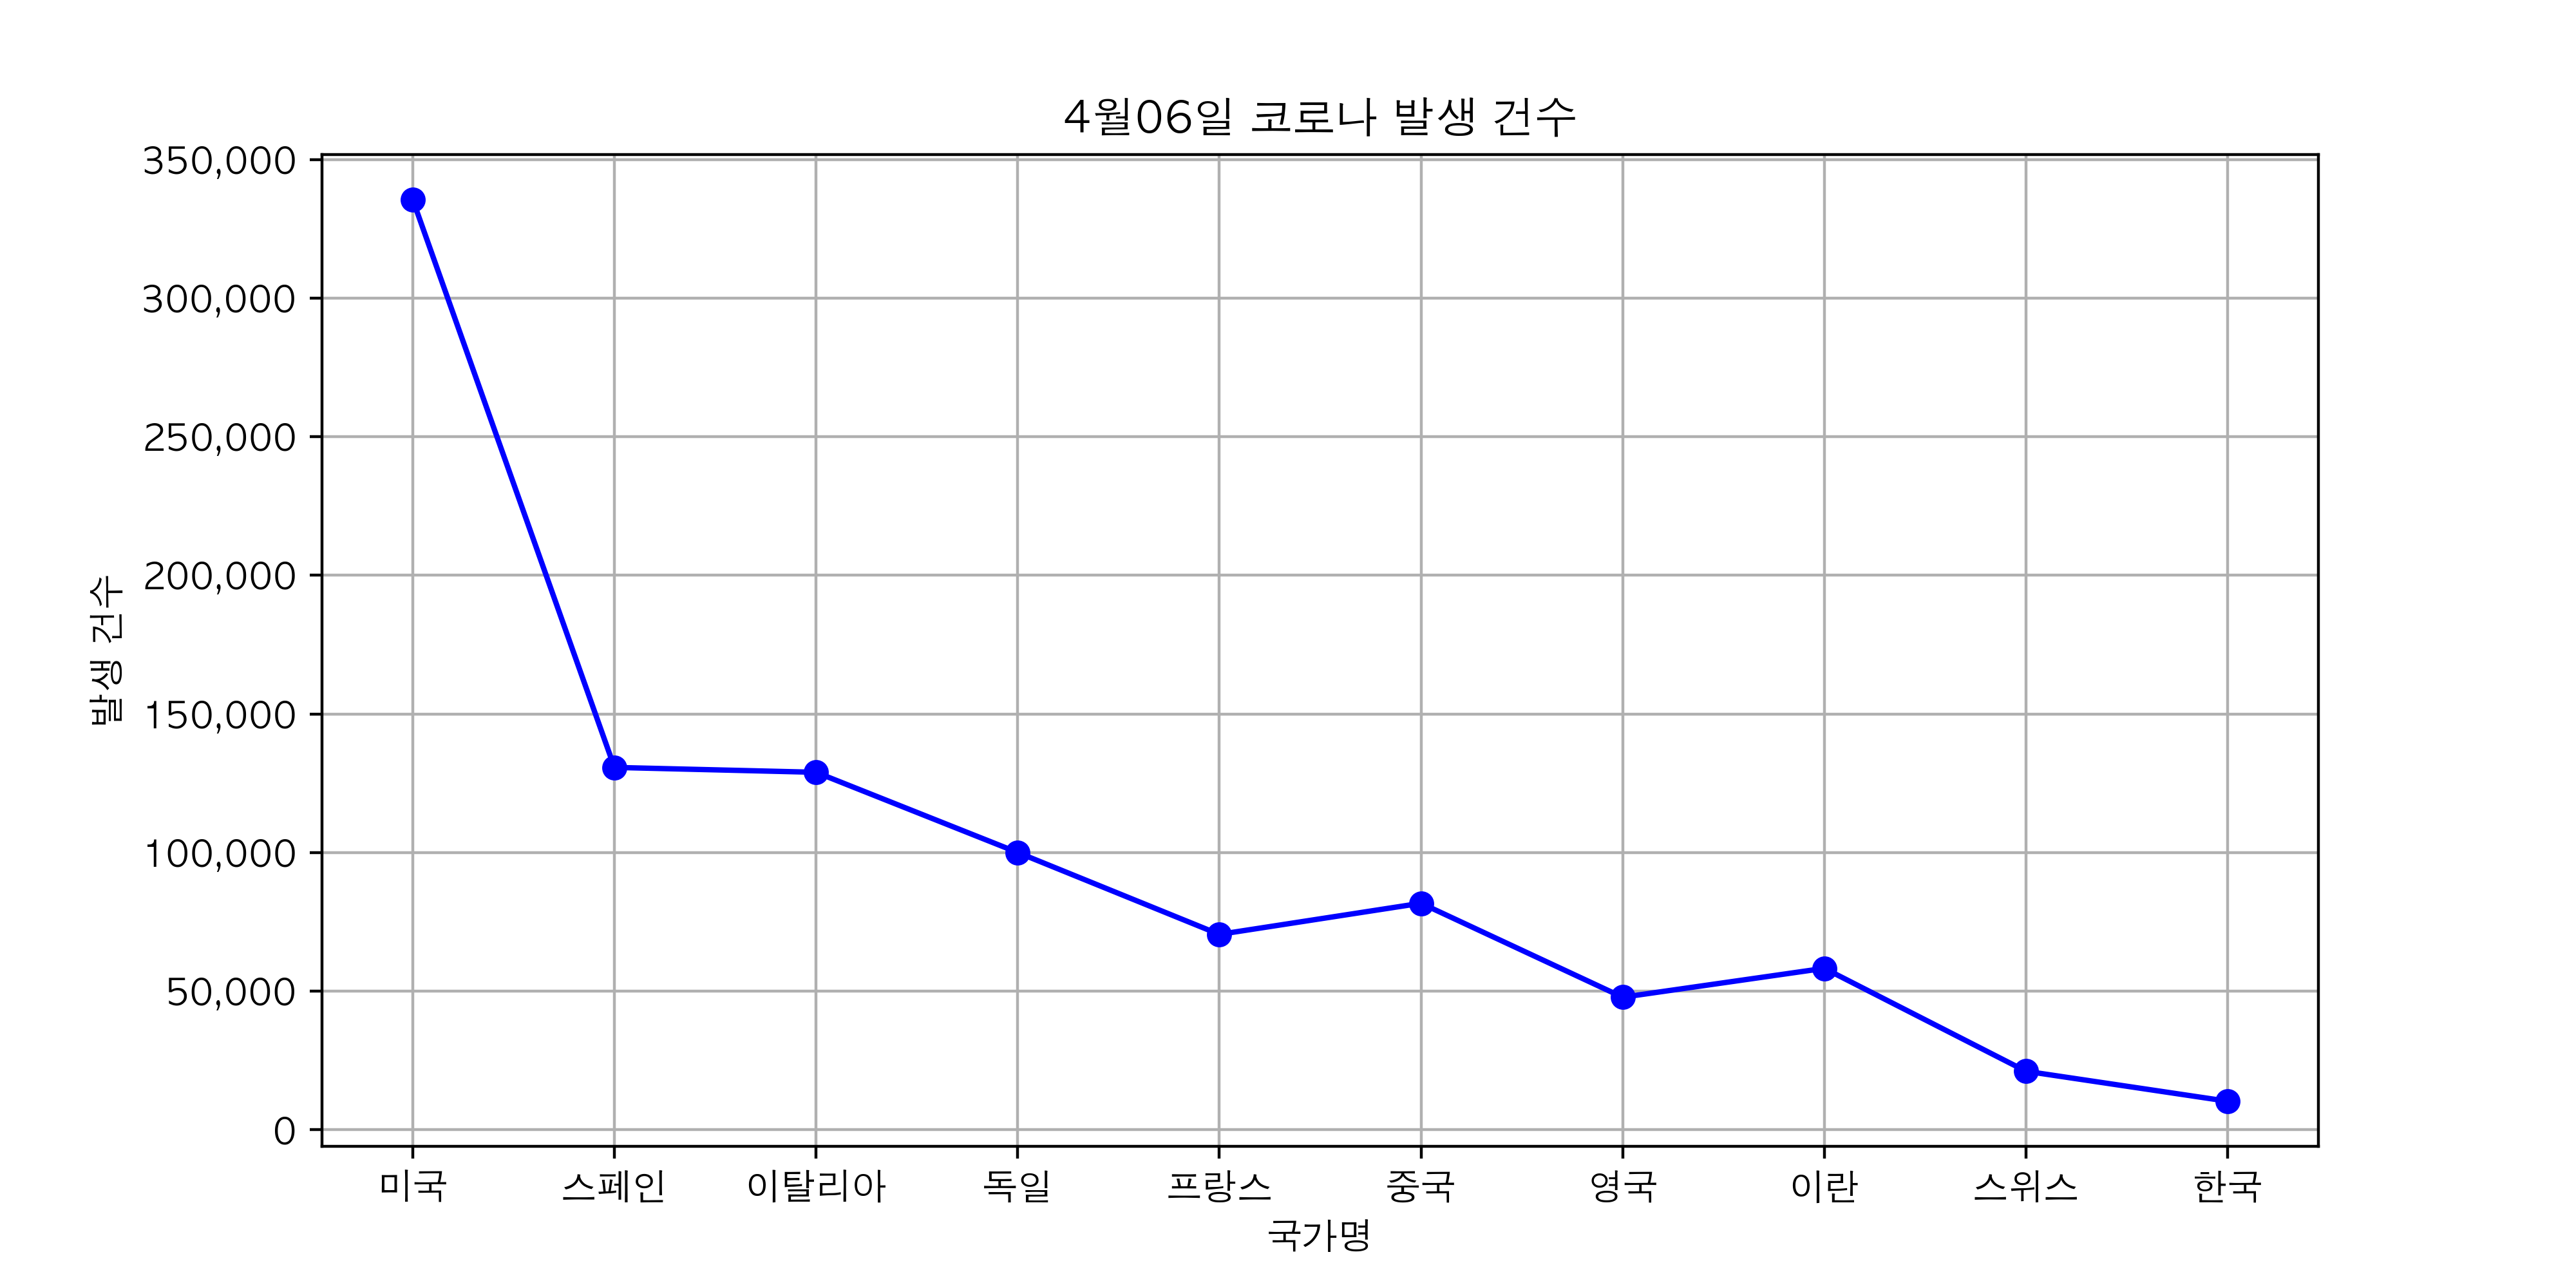 4월06일 코로나 발생 건수
350,000
300,000
250,000
200,000
150,000
100,000
50,000
0
발생 건수
미국 스페인 이탈리아 독일 프랑스 중국 영국 이란 스위스 한국
국가명